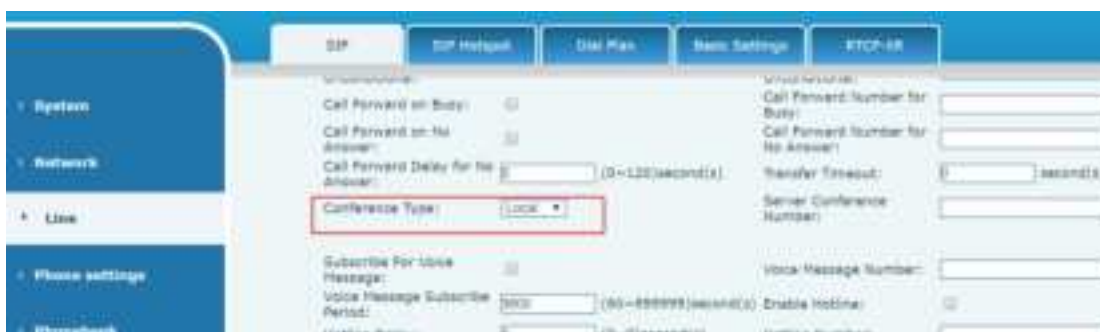 SIP
SIP Hotspot
Dial Plan
Basic Settings
RTCP-XR
System
Network
Line
Phone settings
Phonebook
Call Forward on Busy:
Call Forward Number for
Busy:
Call Forward on No
Answer:
Call Forward Number for
No Answer:
Call Forward Delay for No
Answer:
(0~120)second(s)
Transfer Timeout:
second(s)
Conference Type:
Local
Server Conference
Number:
Subscribe For Voice
Message:
Voice Message Number:
Voice Message Subscribe
Period:
(60~999999)second(s)
Enable Hotline: